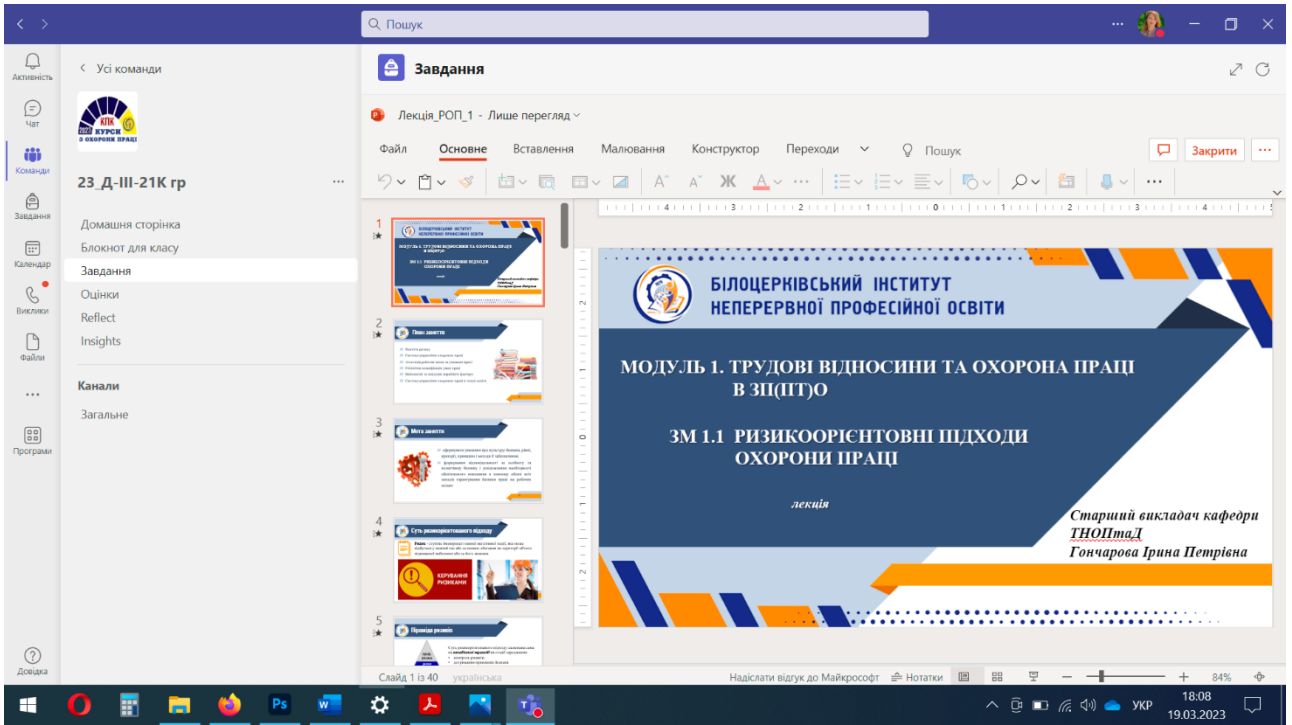 Пошук
Активність
Чат
Команди
Завдання
Календар
Виклики
Файли
Програми
Довідка
Усі команди
КПК
КУРСИ
З ОХОРОНИ ПРАЦІ
23_Д-ІІІ-21К гр
Домашня сторінка
Блокнот для класу
Завдання
Оцінки
Reflect
Insights
Канали
Загальне
Завдання
Лекція_РОП_1 - Лише перегляд
Файл Основне Вставлення Малювання Конструктор Переходи Пошук Закрити
1
2
План заняття
3
Мета заняття
4
Суть ризикорієнтованого підходу
КЕРУВАННЯ
РИЗИКАМИ
5
Піраміда ризиків
БІЛОЦЕРКІВСЬКИЙ ІНСТИТУТ
НЕПЕРЕРВНОЇ ПРОФЕСІЙНОЇ ОСВІТИ
МОДУЛЬ 1. ТРУДОВІ ВІДНОСИНИ ТА ОХОРОНА ПРАЦІ
В ЗП(ПТ)О
ЗМ 1.1 РИЗИКООРІЄНТОВНІ ПІДХОДИ
ОХОРОНИ ПРАЦІ
лекція
Старший викладач кафедри
ТНОПтаД
Гончарова Ірина Петрівна
Слайд 1 із 40 українська Надіслати відгук до Майкрософт Нотатки 84%
УКР
18:08
19.03.2023